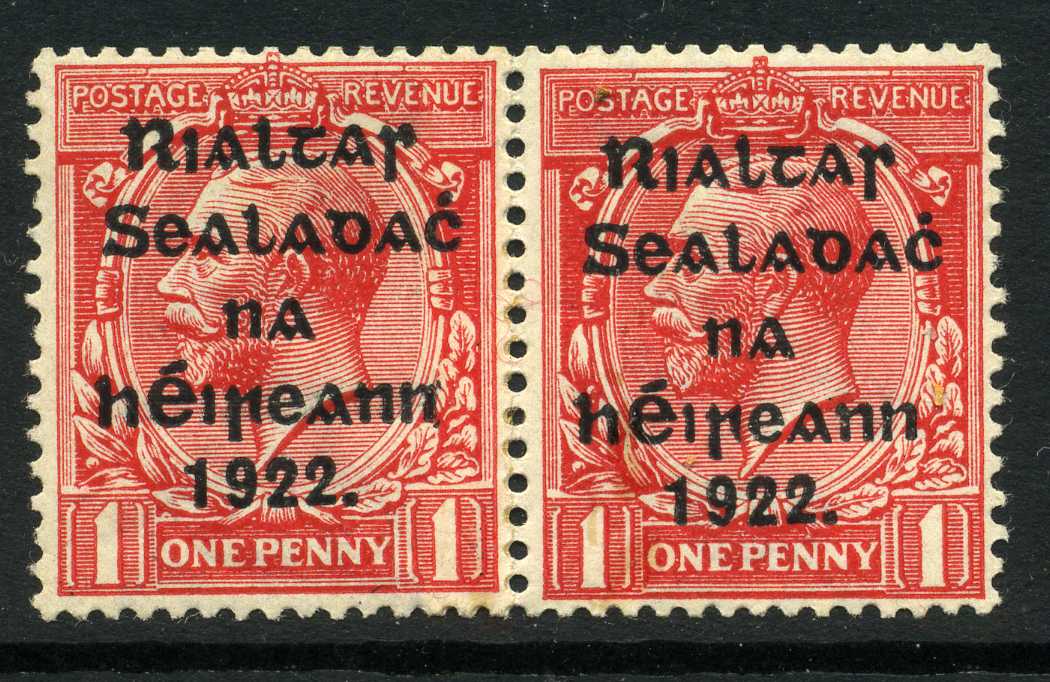 POSTAGE REVENUE
Rialtas
Sealadaċ
na
hÉireann
1922.
1 ONE PENNY 1
POSTAGE REVENUE
Rialtas
Sealadaċ
na
hÉireann
1922.
1 ONE PENNY 1